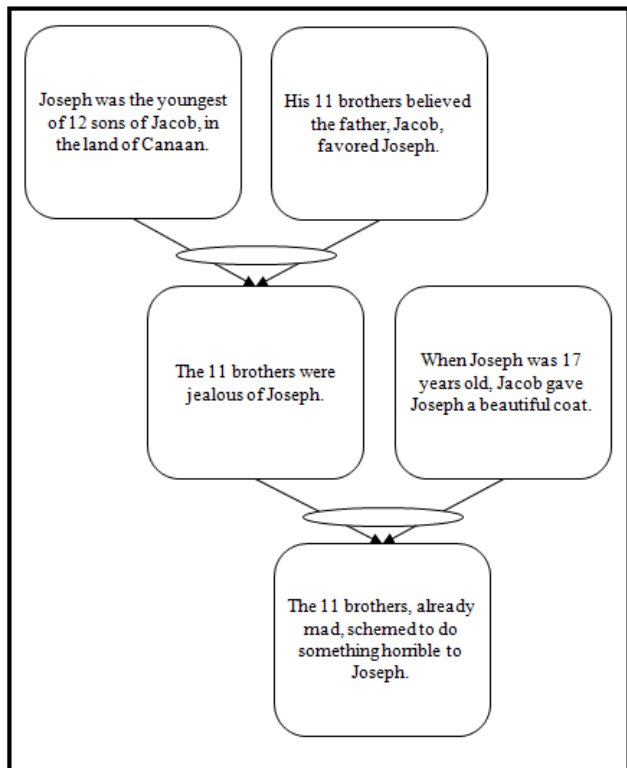 Joseph was the youngest
of 12 sons of Jacob, in
the land of Canaan.
His 11 brothers believed
the father, Jacob,
favored Joseph.
The 11 brothers were
jealous of Joseph.
When Joseph was 17
years old, Jacob gave
Joseph a beautiful coat.
The 11 brothers, already
mad, schemed to do
something horrible to
Joseph.